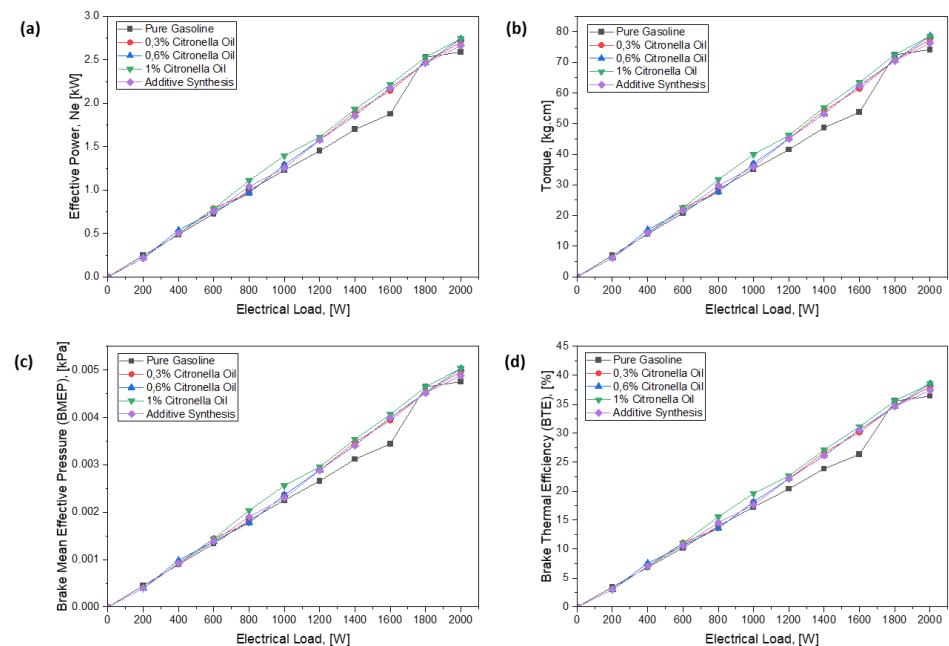 (a)
3.0
2.5
2.0
1.5
1.0
0.5
0.0
Effective Power, Ne [kW]
Pure Gasoline
0,3% Citronella Oil
0,6% Citronella Oil
1% Citronella Oil
Additive Synthesis
0 200 400 600 800 1000 1200 1400 1600 1800 2000
Electrical Load, [W]
(b)
80
70
60
50
40
30
20
10
0
Torque, [kg.cm]
Pure Gasoline
0,3% Citronella Oil
0,6% Citronella Oil
1% Citronella Oil
Additive Synthesis
0 200 400 600 800 1000 1200 1400 1600 1800 2000
Electrical Load, [W]
(c)
0.005
0.004
0.003
0.002
0.001
0.000
Brake Mean Effective Pressure (BMEP), [kPa]
Pure Gasoline
0,3% Citronella Oil
0,6% Citronella Oil
1% Citronella Oil
Additive Synthesis
0 200 400 600 800 1000 1200 1400 1600 1800 2000
Electrical Load, [W]
(d)
45
40
35
30
25
20
15
10
5
0
Brake Thermal Efficiency (BTE), [%]
Pure Gasoline
0,3% Citronella Oil
0,6% Citronella Oil
1% Citronella Oil
Additive Synthesis
0 200 400 600 800 1000 1200 1400 1600 1800 2000
Electrical Load, [W]